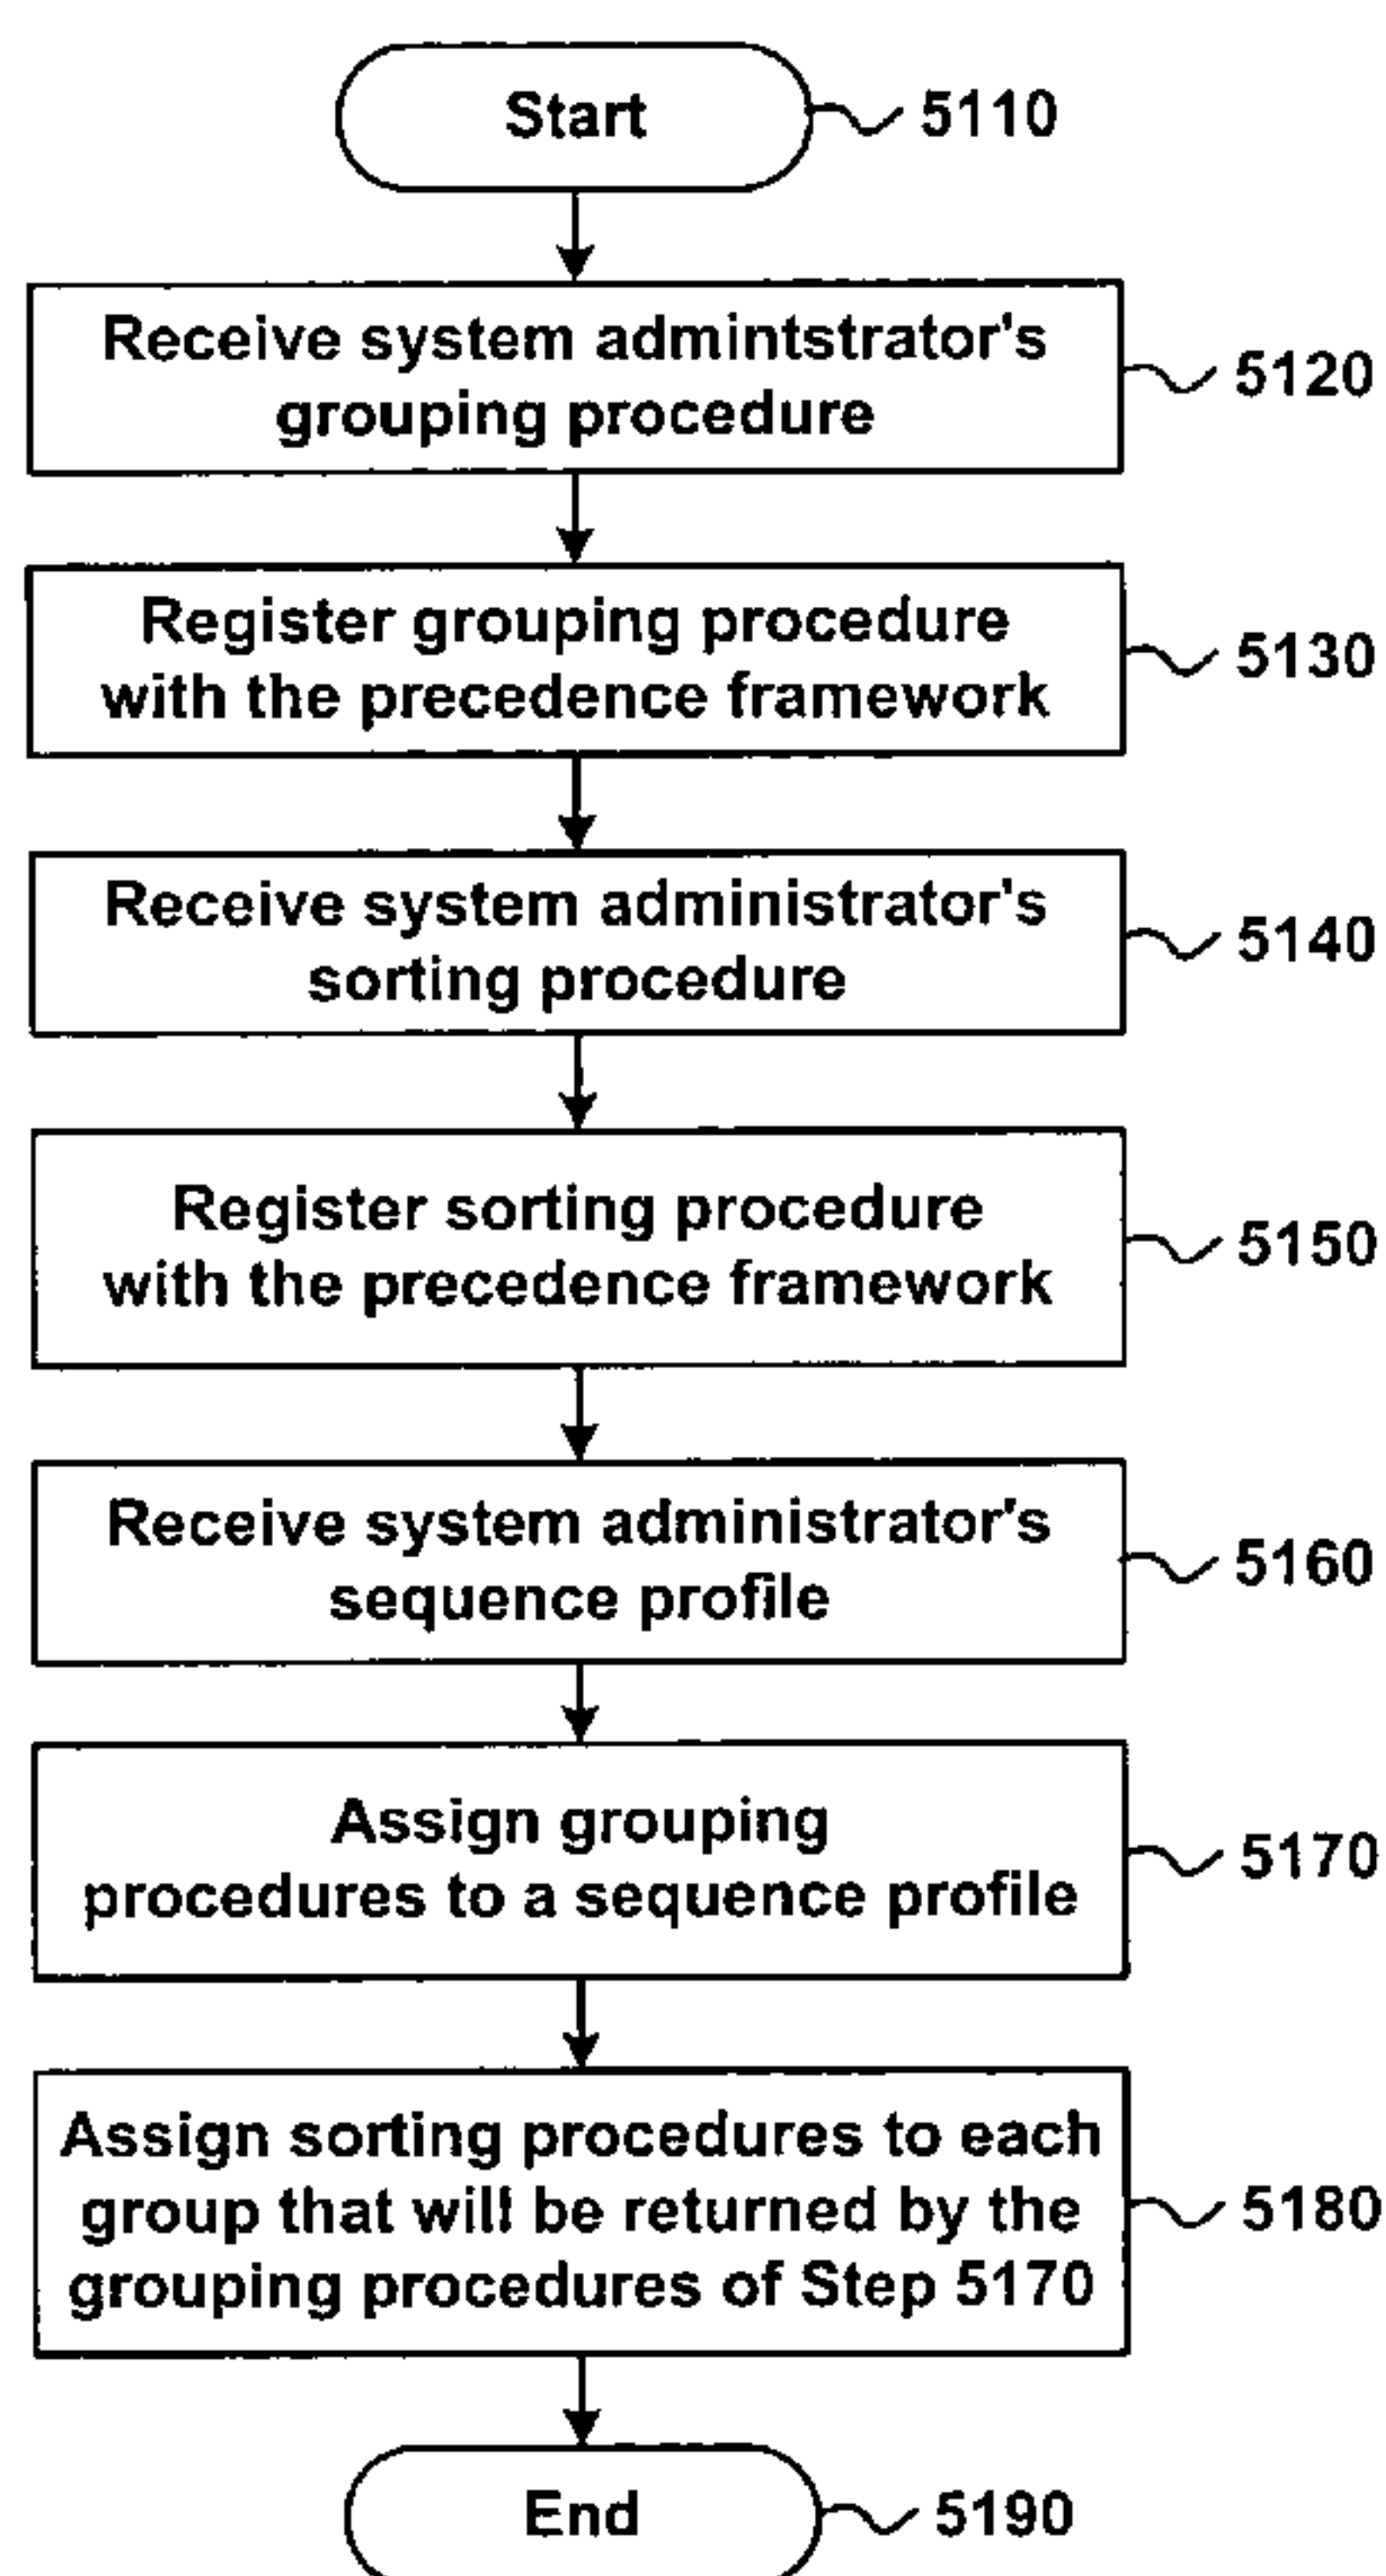 Start
5110
Receive system admintstrator's
grouping procedure
5120
Register grouping procedure
with the precedence framework
5130
Receive system administrator's
sorting procedure
5140
Register sorting procedure
with the precedence framework
5150
Receive system administrator's
sequence profile
5160
Assign grouping
procedures to a sequence profile
5170
Assign sorting procedures to each
group that will be returned by the
grouping procedures of Step 5170
5180
End
5190